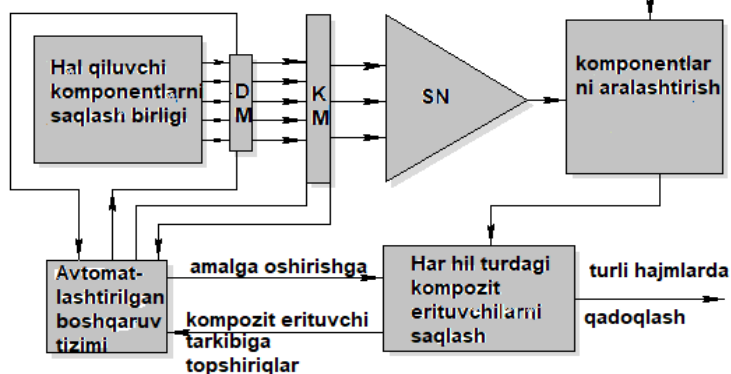 Hal qiluvchi
komponentlarni
saqlash birligi
D
M
K
M
SN
komponentlar
ni aralashtirish
Avtomat-
lashtirilgan
boshqaruv
tizimi
amalga oshirishga
kompozit erituvchi
tarkibiga
topshiriqlar
Har hil turdagi
kompozit
erituvchilarni
saqlash
turli hajmlarda
qadoqlash